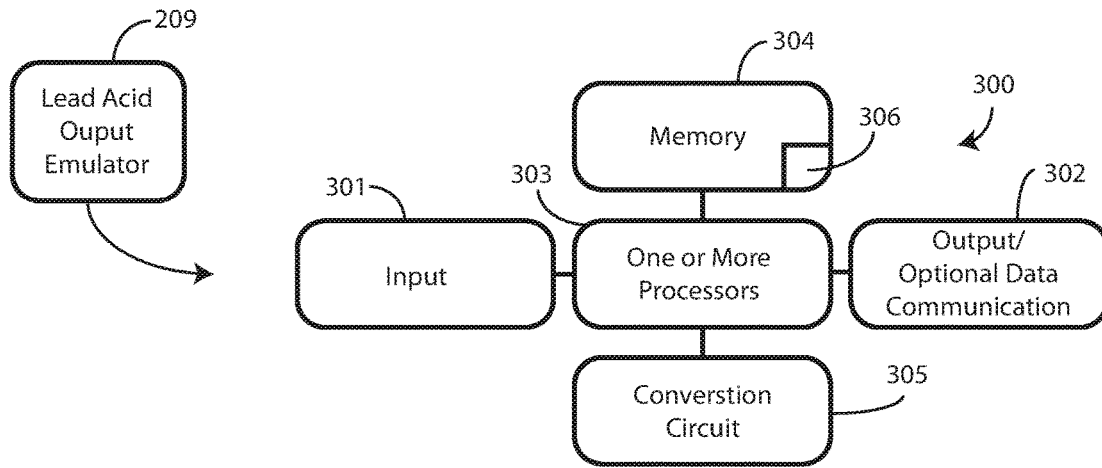 209
Lead Acid
Ouput
Emulator
304
Memory
306
300
301
Input
303
One or More
Processors
302
Output/
Optional Data
Communication
Converstion
Circuit
305